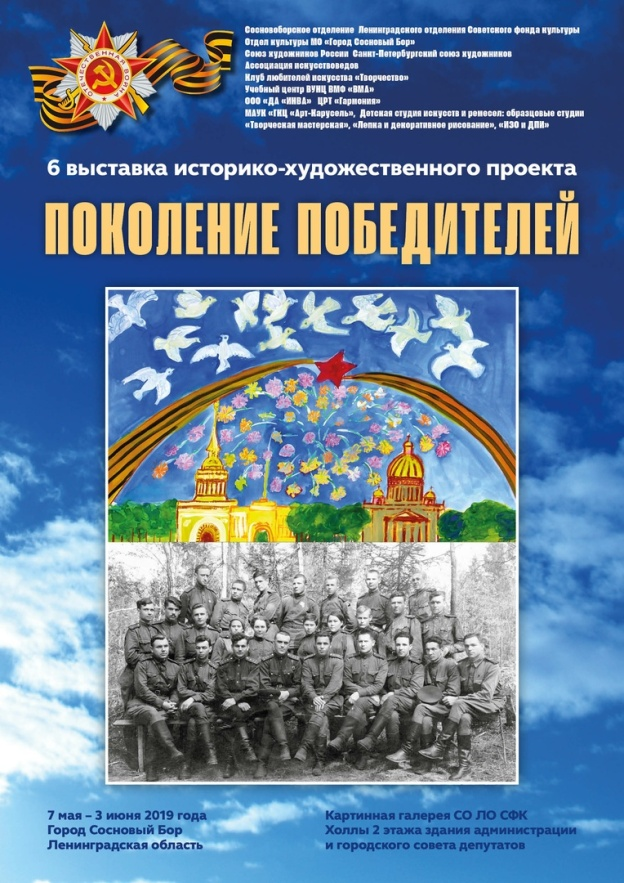 Сосновоборское отделение Ленинградского отделения Советского фонда культуры
Отдел культуры МО «Город Сосновый Бор»
Союз художников России Санкт-Петербургский союз художников
Ассоциация искусствоведов
Клуб любителей искусства «Творчество»
Учебный центр ВУНЦ ВМФ «ВМА»
ООО «ДА «ИНВА» ЦРТ «Гармония»
МАУК «ГКЦ «Арт-Карусель», Детская студия искусств и ремесел: образцовые студии
«Творческая мастерская», «Лепка и декоративное рисование», «ИЗО и ДПИ»
ОТЕЧЕСТВЕННАЯ ВОЙНА
6 выставка историко-художественного проекта
ПОКОЛЕНИЕ ПОБЕДИТЕЛЕЙ
7 мая – 3 июня 2019 года
Город Сосновый Бор
Ленинградская область
Картинная галерея СО ЛО СФК
Холлы 2 этажа здания администрации
и городского совета депутатов